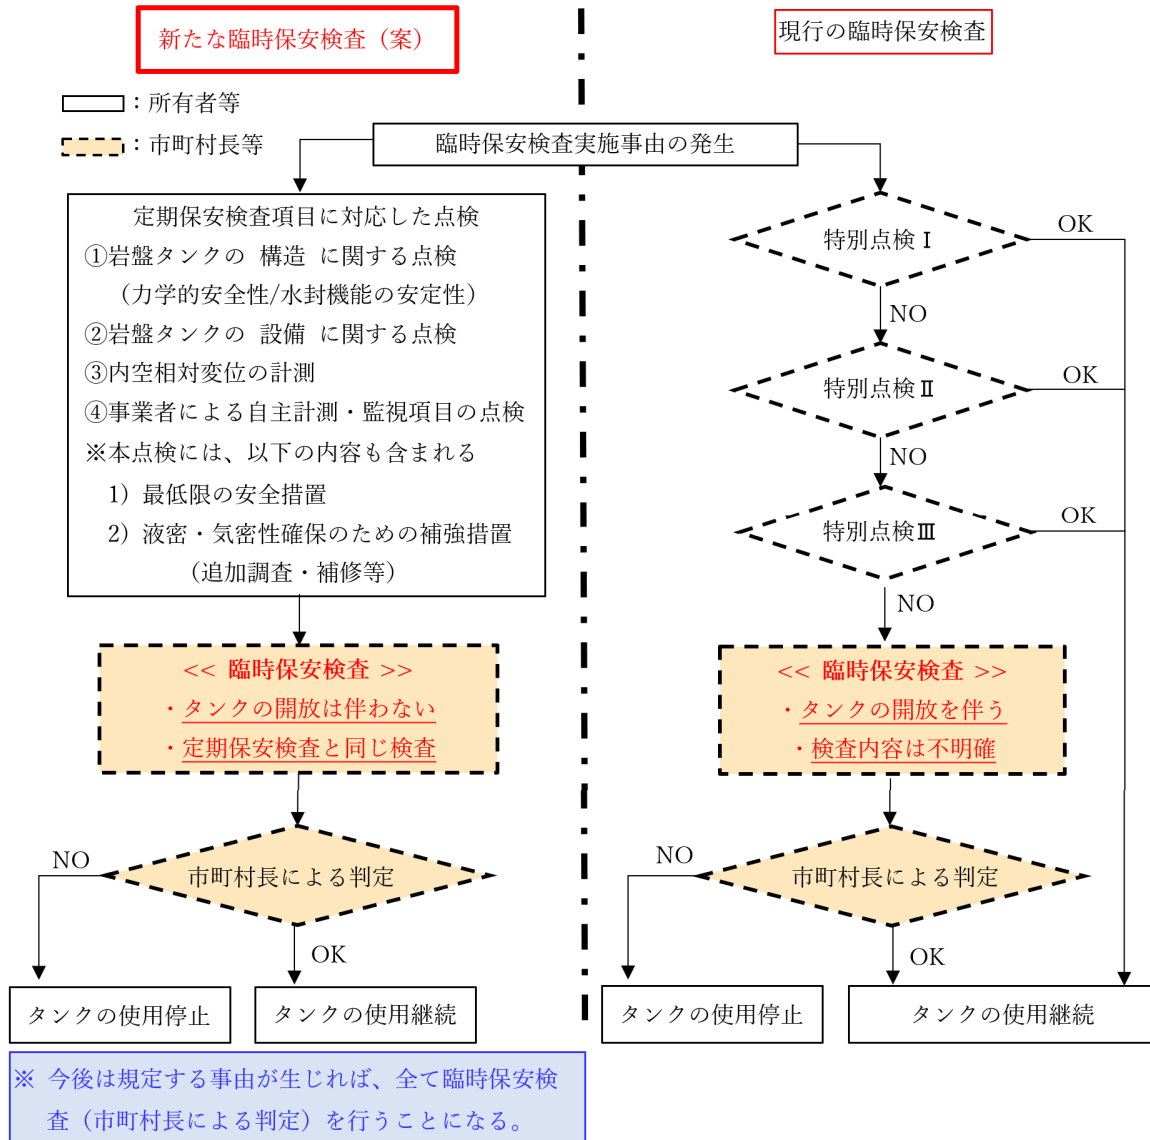 新たな臨時保安検査（案）
現行の臨時保安検査
：所有者等
：市町村長等
臨時保安検査実施事由の発生
定期保安検査項目に対応した点検
①岩盤タンクの 構造 に関する点検
（力学的安全性/水封機能の安定性）
②岩盤タンクの 設備 に関する点検
③内空相対変位の計測
④事業者による自主計測・監視項目の点検
※本点検には、以下の内容も含まれる
1）最低限の安全措置
2）液密・気密性確保のための補強措置
（追加調査・補修等）
<< 臨時保安検査 >>
・タンクの開放は伴わない
・定期保安検査と同じ検査
市町村長による判定
NO
OK
タンクの使用停止
タンクの使用継続
※ 今後は規定する事由が生じれば、全て臨時保安検
査（市町村長による判定）を行うことになる。
特別点検Ⅰ
OK
NO
特別点検Ⅱ
OK
NO
特別点検Ⅲ
OK
NO
<< 臨時保安検査 >>
・タンクの開放を伴う
・検査内容は不明確
市町村長による判定
NO
OK
タンクの使用停止
タンクの使用継続